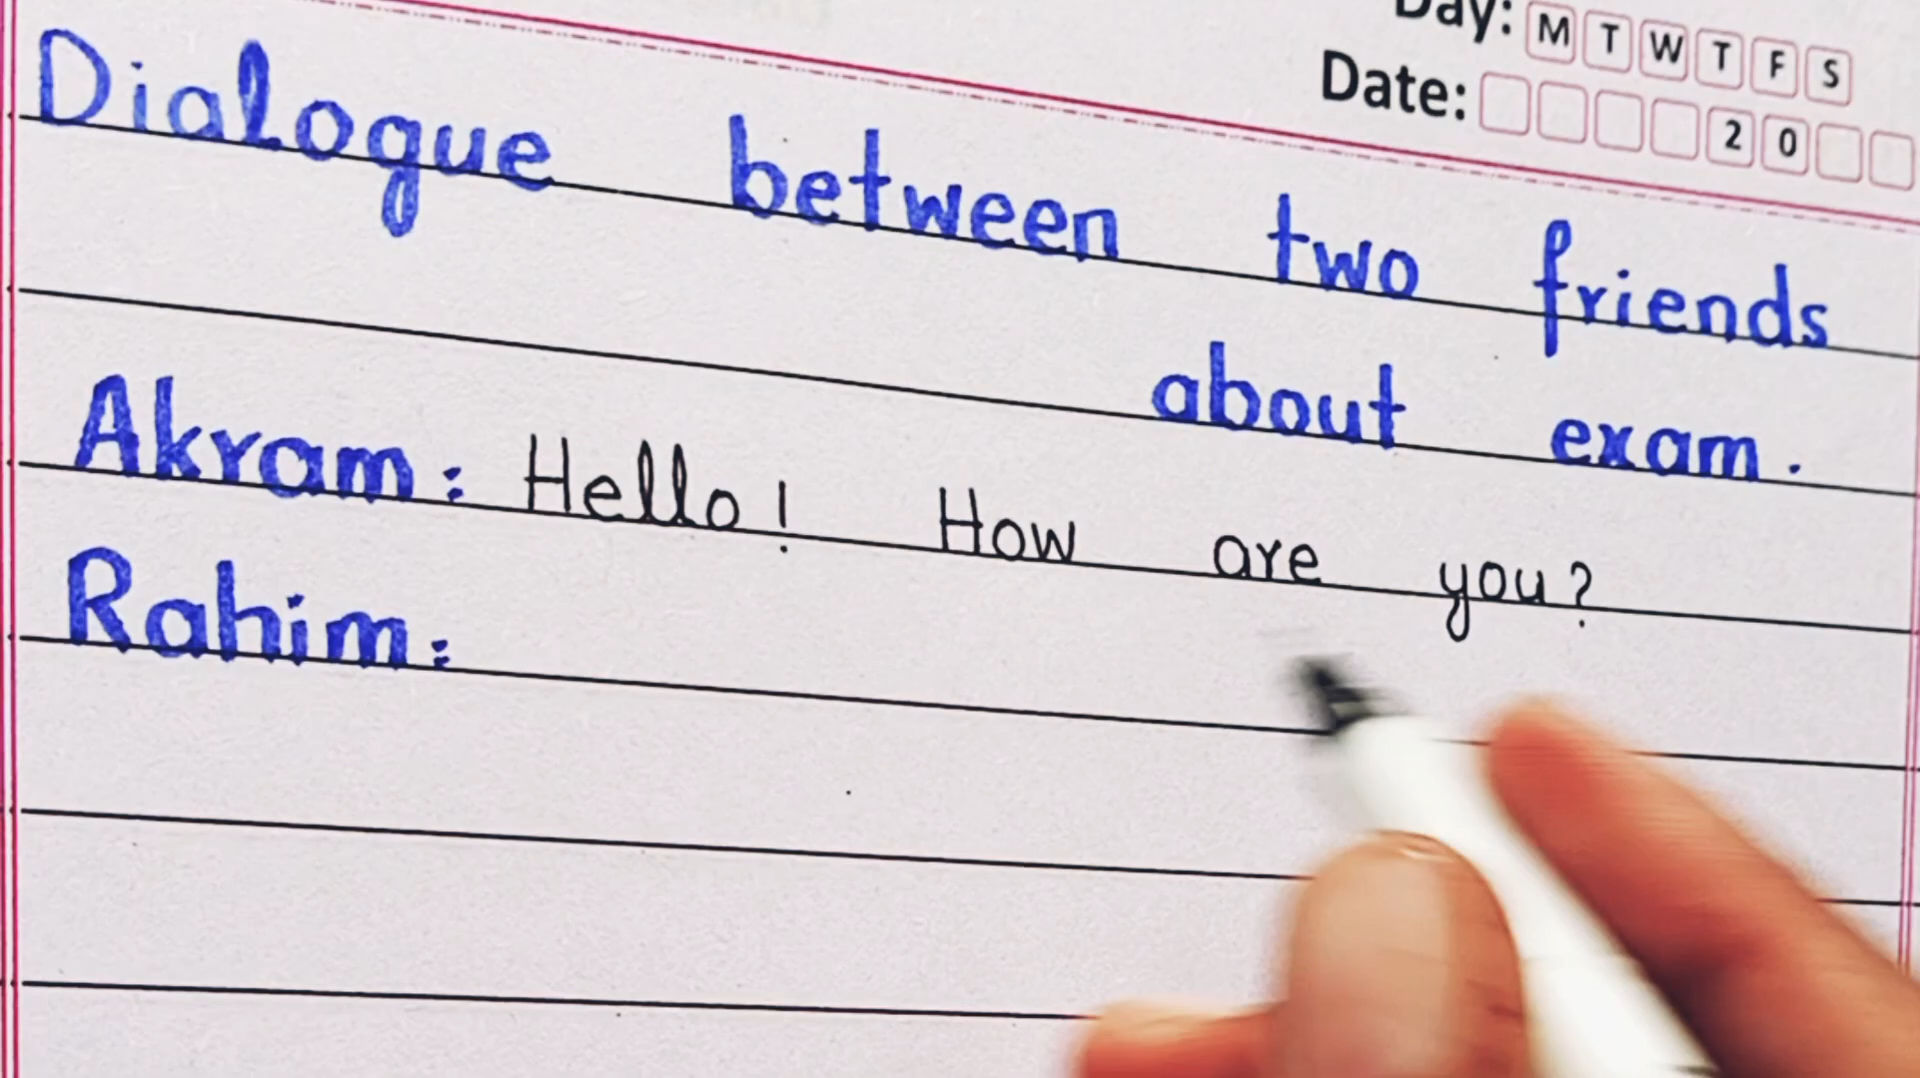 Day: M T W T F S
Date: 2 0
Dialogue between two friends
about exam.
Akram: Hello! How are you?
Rahim: